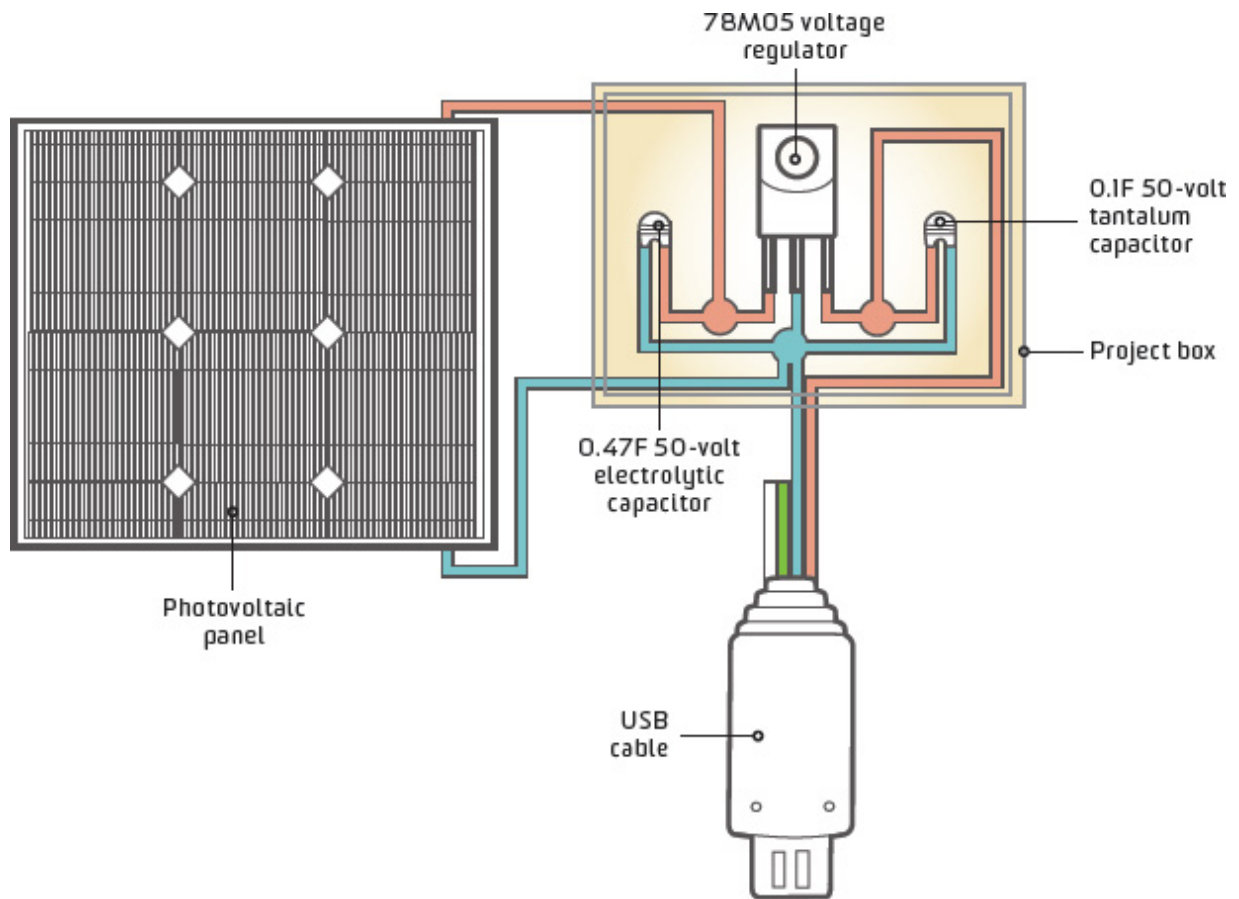 78M05 voltage
regulator
0.1F 50-volt
tantalum
capacitor
Project box
0.47F 50-volt
electrolytic
capacitor
Photovoltaic
panel
USB
cable